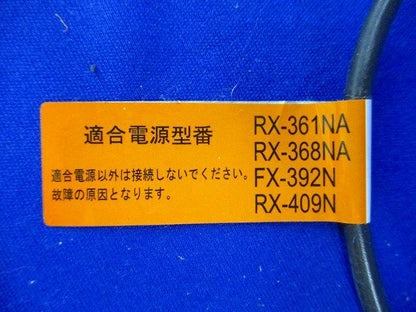 適合電源型番
適合電源以外は接続しないでください。
故障の原因となります。
RX-361NA
RX-368NA
FX-392N
RX-409N